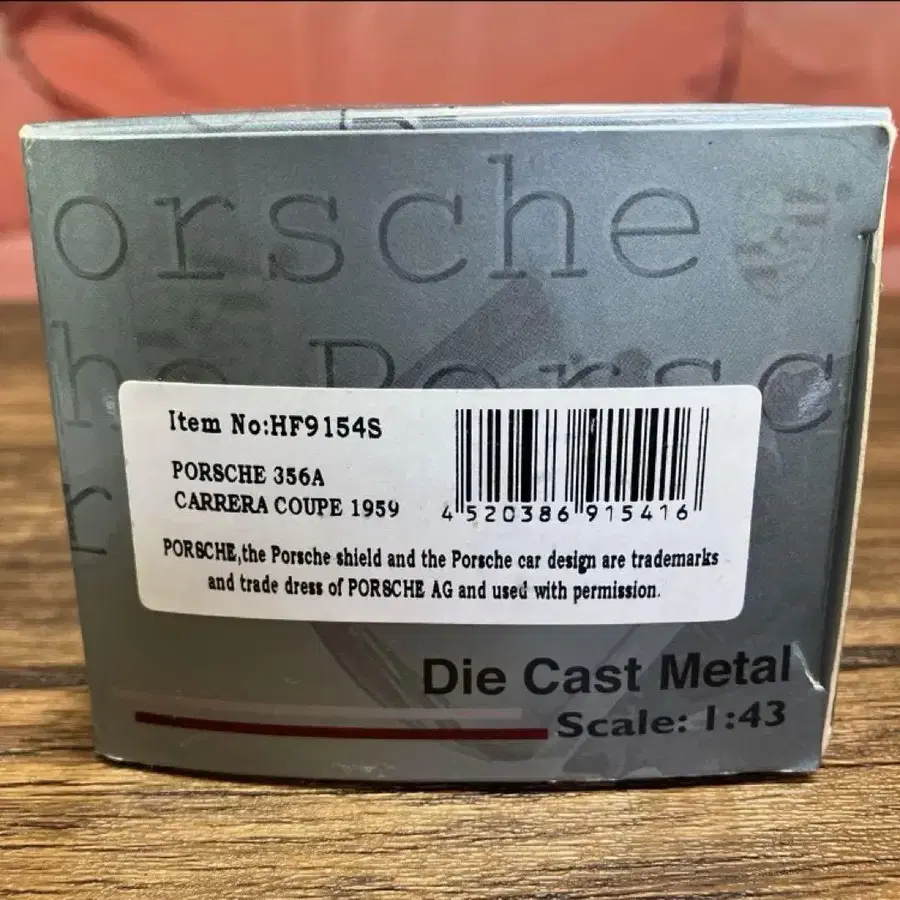 orsche
he Porsc
r
Item No:HF9154S
PORSCHE 356A
CARRERA COUPE 1959
4 520386 915416
PORSCHE,the Porsche shield and the Porsche car design are trademarks
and trade dress of PORSCHE AG and used with permission.
Die Cast Metal
Scale: 1:43